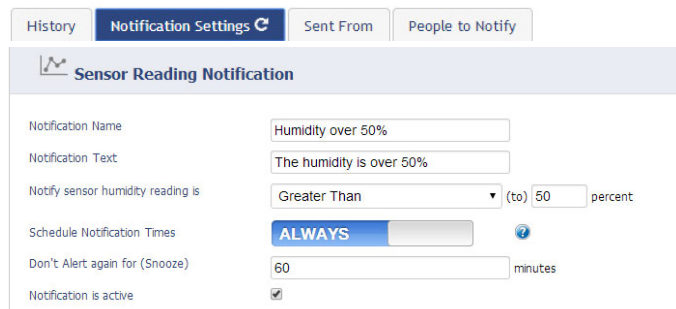 History Notification Settings Sent From People to Notify
Sensor Reading Notification
Notification Name Humidity over 50%
Notification Text The humidity is over 50%
Notify sensor humidity reading is Greater Than (to) 50 percent
Schedule Notification Times ALWAYS ?
Don't Alert again for (Snooze) 60 minutes
Notification is active